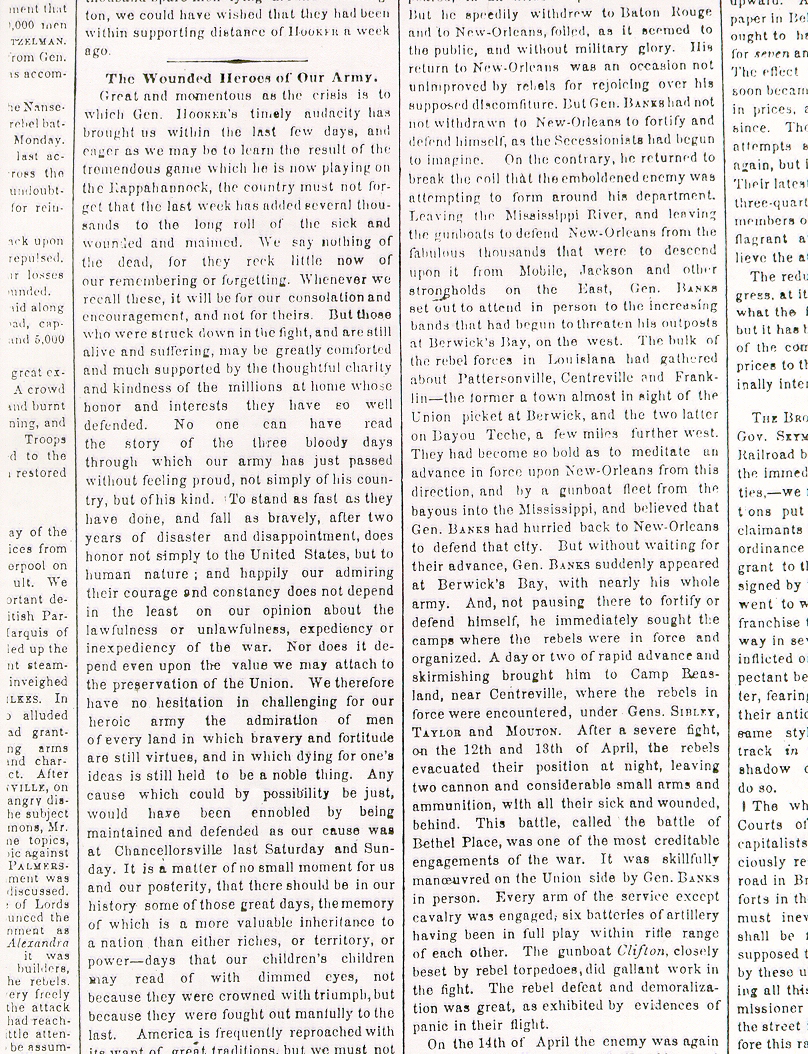 ment that
,000 men
TZELMAN.
rom Gen.
is accom-
he Nanse-
rebel bat-
Monday.
last ac-
ross the
undoubt-
for rein-
ack upon
repulsed.
ir losses
ounded.
aid along
ad, cap-
and 5,000
great ex-
A crowd
and burnt
ning, and
Troops
d to the
restored
ay of the
ices from
erpool on
ult. We
ortant de-
itish Par-
arquis of
led up the
nt steam-
inveighed
LKES. In
alluded
ad grant-
ng arms
and char-
ct. After
VILLE, on
angry dis-
he subject
mons, Mr.
ne topics,
ic against
PALMERS-
ment was
discussed.
of Lords
unced the
nment as
Alexandra
it was
builders,
he rebels.
ery freely
the attack
had reach-
ttle atten-
be assum-
ton, we could have wished that they had been
within supporting distance of HOOKER a week
ago.
The Wounded Heroes of Our Army.
Great and momentous as the crisis is to
which Gen. HOOKER'S timely audacity has
brought us within the last few days, and
eager as we may be to learn the result of the
tremendous game which he is now playing on
the Rappahannock, the country must not for-
get that the last week has added several thou-
sands to the long roll of the sick and
wounded and maimed. We say nothing of
the dead, for they reck little now of
our remembering or forgetting. Whenever we
recall these, it will be for our consolation and
encouragement, and not for theirs. But those
who were struck down in the fight, and are still
alive and suffering, may be greatly comforted
and much supported by the thoughtful charity
and kindness of the millions at home whose
honor and interests they have so well
defended. No one can have read
the story of the three bloody days
through which our army has just passed
without feeling proud, not simply of his coun-
try, but of his kind. To stand as fast as they
have done, and fall as bravely, after two
years of disaster and disappointment, does
honor not simply to the United States, but to
human nature ; and happily our admiring
their courage and constancy does not depend
in the least on our opinion about the
lawfulness or unlawfulness, expediency or
inexpediency of the war. Nor does it de-
pend even upon the value we may attach to
the preservation of the Union. We therefore
have no hesitation in challenging for our
heroic army the admiration of men
of every land in which bravery and fortitude
are still virtues, and in which dying for one's
ideas is still held to be a noble thing. Any
cause which could by possibility be just,
would have been ennobled by being
maintained and defended as our cause was
at Chancellorsville last Saturday and Sun-
day. It is a matter of no small moment for us
and our posterity, that there should be in our
history some of those great days, the memory
of which is a more valuable inheritance to
a nation than either riches, or territory, or
power—days that our children's children
may read of with dimmed eyes, not
because they were crowned with triumph, but
because they were fought out manfully to the
last. America is frequently reproached with
its want of great traditions, but we must not
But he speedily withdrew to Baton Rouge
and to New-Orleans, folled, as it seemed to
the public, and without military glory. His
return to New-Orleans was an occasion not
unimproved by rebels for rejoicing over his
supposed discomfiture. But Gen. BANKS had not
not withdrawn to New-Orleans to fortify and
defend himself, as the Secessionists had begun
to imagine. On the contrary, he returned to
break the coil that the emboldened enemy was
attempting to form around his department.
Leaving the Mississippi River, and leaving
the gunboats to defend New-Orleans from the
fabulous thousands that were to descend
upon it from Mobile, Jackson and other
strongholds on the East, Gen. BANKS
set out to attend in person to the increasing
bands that had begun to threaten his outposts
at Berwick's Bay, on the west. The bulk of
the rebel forces in Louisiana had gathered
about Pattersonville, Centreville and Frank-
lin—the former a town almost in sight of the
Union picket at Berwick, and the two latter
on Bayou Teche, a few miles further west.
They had become so bold as to meditate an
advance in force upon New-Orleans from this
direction, and by a gunboat fleet from the
bayous into the Mississippi, and believed that
Gen. BANKS had hurried back to New-Orleans
to defend that city. But without waiting for
their advance, Gen. BANKS suddenly appeared
at Berwick's Bay, with nearly his whole
army. And, not pausing there to fortify or
defend himself, he immediately sought the
camps where the rebels were in force and
organized. A day or two of rapid advance and
skirmishing brought him to Camp Beas-
land, near Centreville, where the rebels in
force were encountered, under Gens. SIBLEY,
TAYLOR and MOUTON. After a severe fight,
on the 12th and 13th of April, the rebels
evacuated their position at night, leaving
two cannon and considerable small arms and
ammunition, with all their sick and wounded,
behind. This battle, called the battle of
Bethel Place, was one of the most creditable
engagements of the war. It was skillfully
manœuvred on the Union side by Gen. BANKS
in person. Every arm of the service except
cavalry was engaged; six batteries of artillery
having been in full play within rifle range
of each other. The gunboat Clifton, closely
beset by rebel torpedoes, did gallant work in
the fight. The rebel defeat and demoraliza-
tion was great, as exhibited by evidences of
panic in their flight.
On the 14th of April the enemy was again
upward.
paper in Bel
ought to h
for seven an
The effect
soon becam
in prices, a
since. The
attempts
again, but i
Their latest
three-quart
members o
flagrant a
lieve the a
The redu
gress, at it
what the
but it has
of the com
prices to th
inally inte
THE BRO
Gov. SEYM
Railroad b
the immed
ties,—we
t ons put
claimants
ordinance
grant to th
signed by
went to w
franchise
way in sev
inflicted o
pectant be
ter, fearing
their antic
same styl
track in
shadow
do so.
The wh
Courts of
capitalists
ciously re
road in Br
forts in th
must inev
shall be
supposed t
by these u
ing all this
missioner
the street
fore this ra